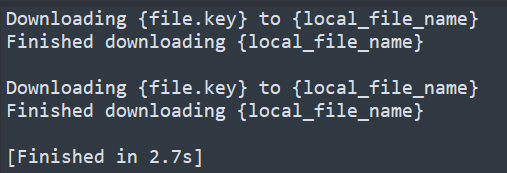 Downloading {file.key} to {local_file_name}
Finished downloading {local_file_name}
Downloading {file.key} to {local_file_name}
Finished downloading {local_file_name}
[Finished in 2.7s]